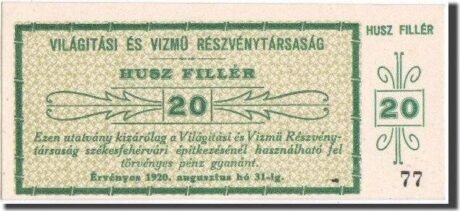 VILÁGITÁSI ÉS VIZMŰ RÉSZVÉNYTÁRSASÁG
HUSZ FILLÉR
20
Ezen utalvány kizárólag a Világitási és Vizmű Részvény-
társaság székesfehérvári épitkezésénél használható fel
törvényes pénz gyanánt.
Érvényes 1920. augusztus hó 31-ig.
HUSZ FILLÉR
20
77